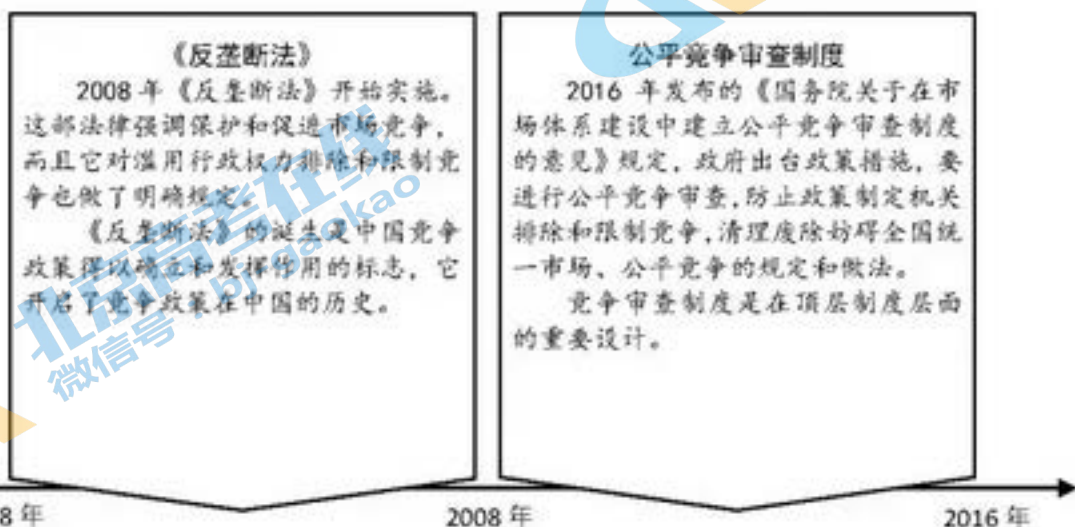 《反垄断法》
2008 年《反垄断法》开始实施。
这部法律强调保护和促进市场竞争，
而且它对滥用行政权力排除和限制竞
争也做了明确规定。
《反垄断法》的诞生是中国竞争
政策得以确立和发挥作用的标志，它
开启了竞争政策在中国的历史。
公平竞争审查制度
2016 年发布的《国务院关于在市
场体系建设中建立公平竞争审查制度
的意见》规定，政府出台政策措施，要
进行公平竞争审查，防止政策制定机关
排除和限制竞争，清理废除妨碍全国统
一市场、公平竞争的规定和做法。
竞争审查制度是在顶层制度层面
的重要设计。
北京高考在线
微信号：bjgaokao
8 年
2008 年
2016 年